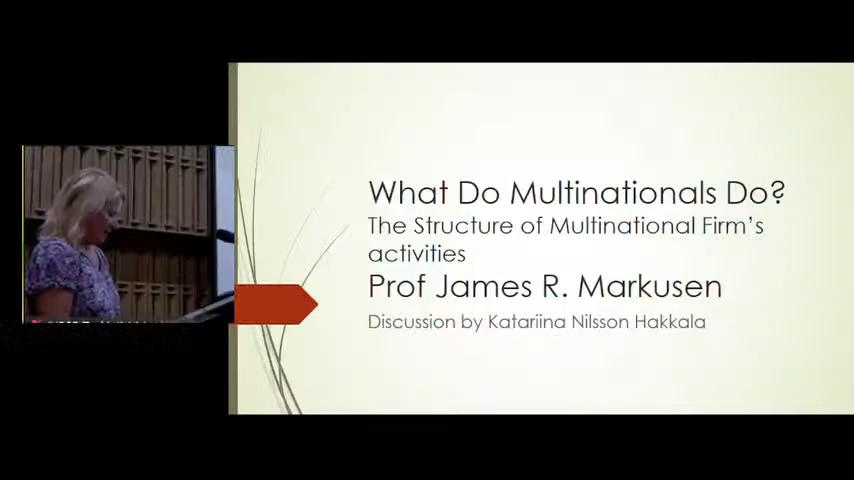 What Do Multinationals Do?
The Structure of Multinational Firm's
activities
Prof James R. Markusen
Discussion by Katariina Nilsson Hakkala